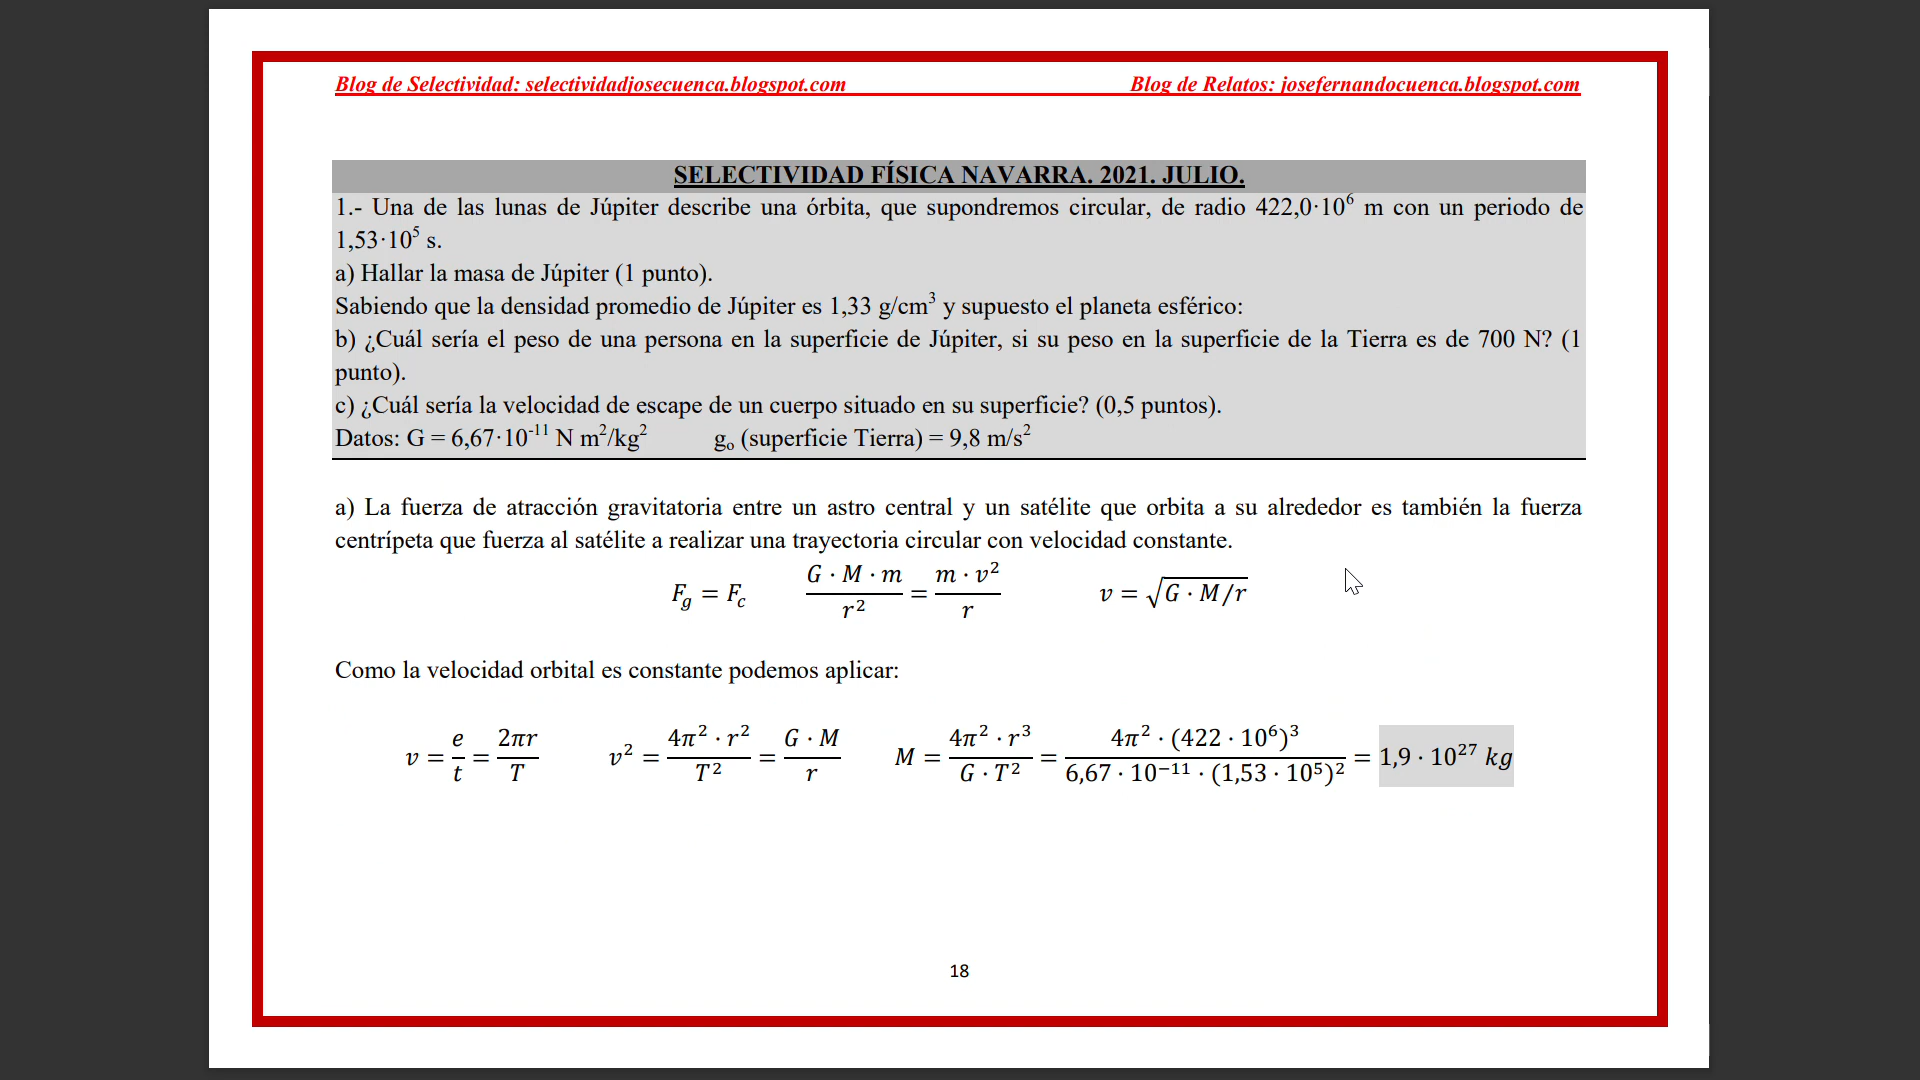 Blog de Selectividad: selectividadjosecuenca.blogspot.com Blog de Relatos: josefernandocuenca.blogspot.com
SELECTIVIDAD FÍSICA NAVARRA. 2021. JULIO.
1.- Una de las lunas de Júpiter describe una órbita, que supondremos circular, de radio 422,0·10⁶ m con un periodo de
1,53·10⁵ s.
a) Hallar la masa de Júpiter (1 punto).
Sabiendo que la densidad promedio de Júpiter es 1,33 g/cm³ y supuesto el planeta esférico:
b) ¿Cuál sería el peso de una persona en la superficie de Júpiter, si su peso en la superficie de la Tierra es de 700 N? (1
punto).
c) ¿Cuál sería la velocidad de escape de un cuerpo situado en su superficie? (0,5 puntos).
Datos: G = 6,67·10⁻¹¹ N m²/kg² gₒ (superficie Tierra) = 9,8 m/s²
a) La fuerza de atracción gravitatoria entre un astro central y un satélite que orbita a su alrededor es también la fuerza
centrípeta que fuerza al satélite a realizar una trayectoria circular con velocidad constante.
F_g = F_c G · M · m / r² = m · v² / r v = √(G · M/r)
Como la velocidad orbital es constante podemos aplicar:
v = e/t = 2πr/T v² = 4π² · r² / T² = G · M / r M = 4π² · r³ / G · T² = 4π² · (422 · 10⁶)³ / 6,67 · 10⁻¹¹ · (1,53 · 10⁵)² = 1,9 · 10²⁷ kg
18